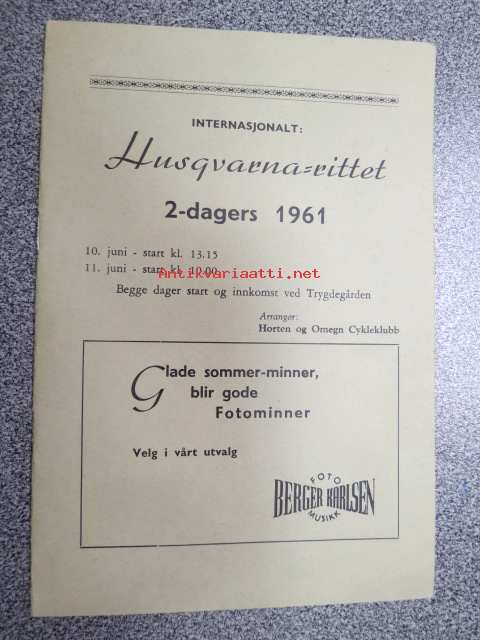 INTERNASJONALT:
Husqvarna-rittet
2-dagers 1961
10. juni - start kl. 13.15
11. juni - start kl. 10.00
Antikvariaatti.net
Begge dager start og innkomst ved Trygdegården
Arrangør:
Horten og Omegn Cykleklubb
Glade sommer-minner,
blir gode
Fotominner
Velg i vårt utvalg
FOTO
BERGER KARLSEN
MUSIKK